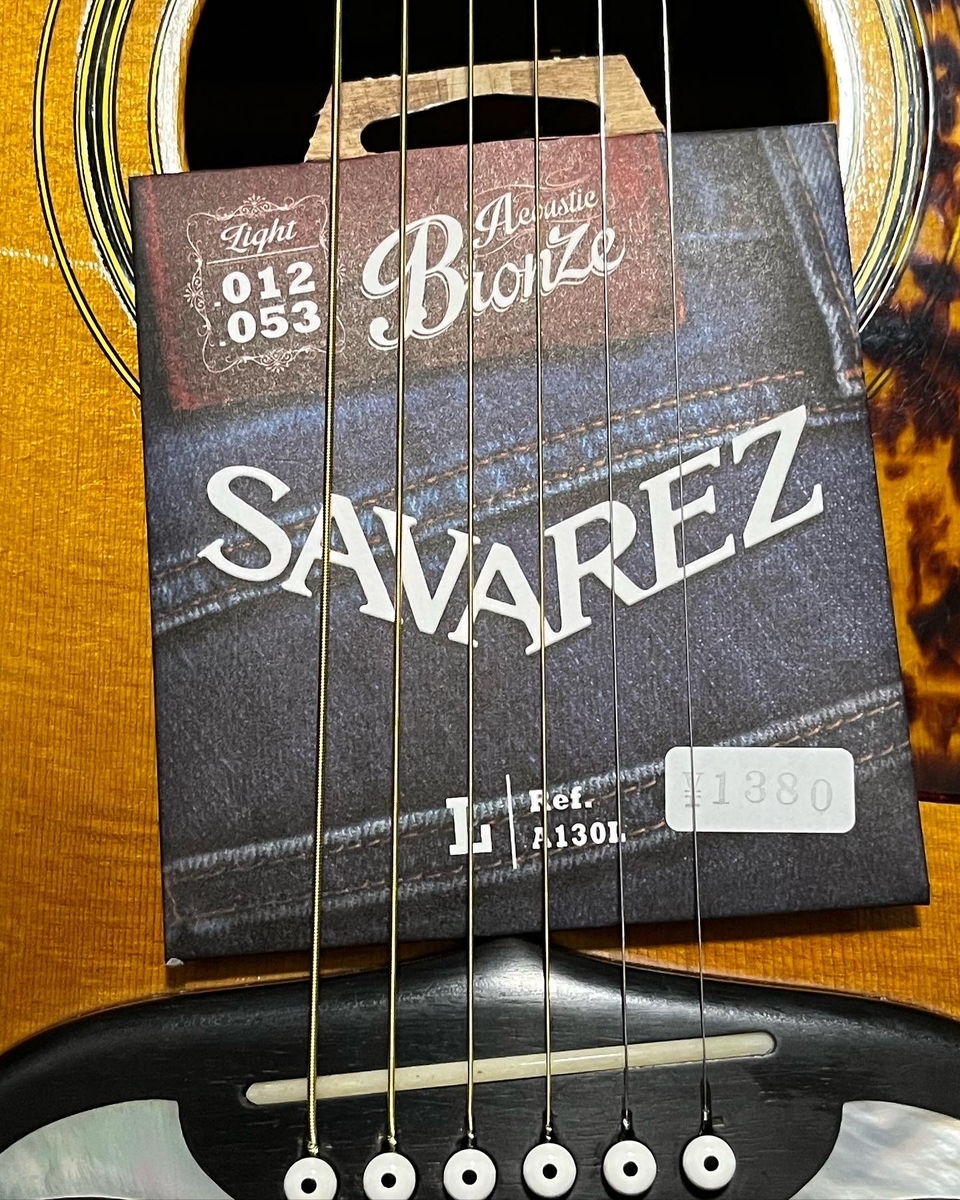 Light
.012
.053
Acoustic
Bronze
SAVAREZ
L
Ref.
A130L
¥1380